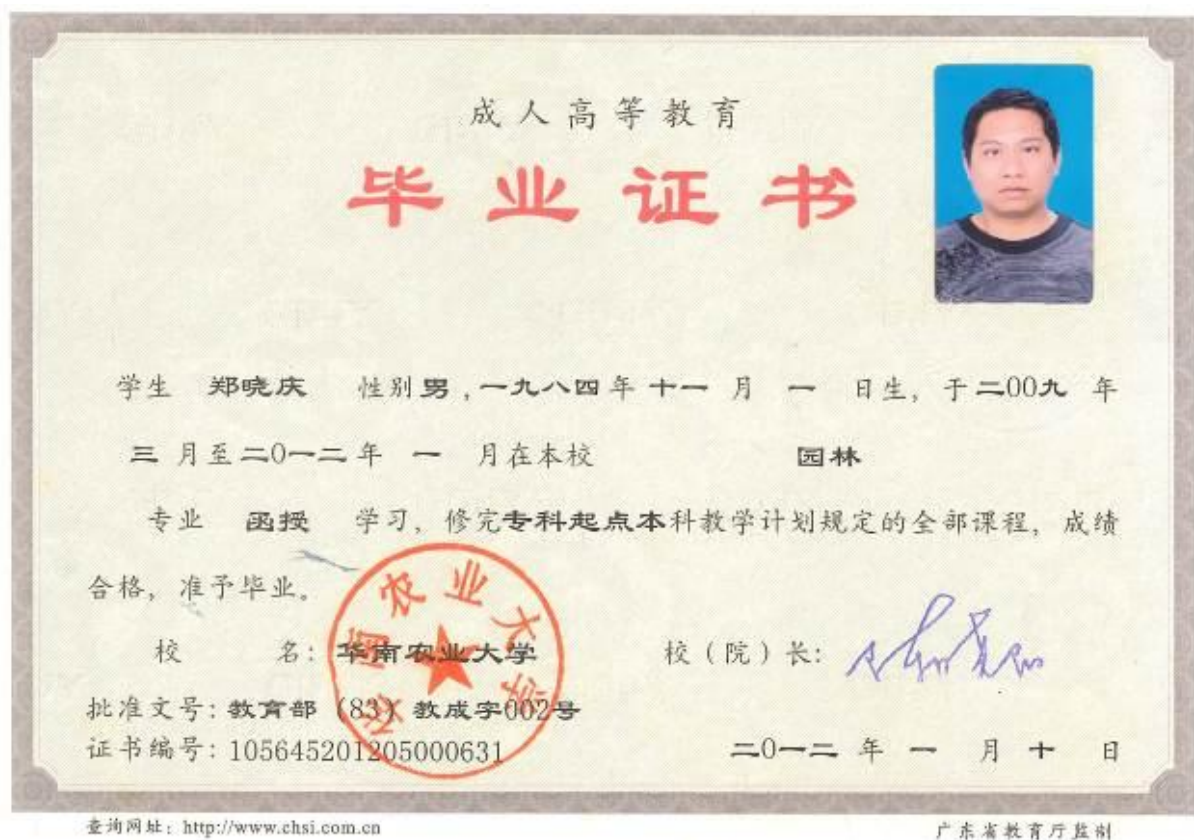 成人高等教育
毕业证书
学生 郑晓庆 性别 男，一九八四年 十一 月 一 日生，于二00九 年
三 月至二0一二年 一 月在本校 园林
专业 函授 学习，修完专科起点本科教学计划规定的全部课程，成绩
合格，准予毕业。
华南农业大学
校 名：华南农业大学 校（院）长：
批准文号：教育部（83）教成字002号
证书编号：105645201205000631 二0一二 年 一 月 十 日
查询网址：http://www.chsi.com.cn 广东省教育厅监制